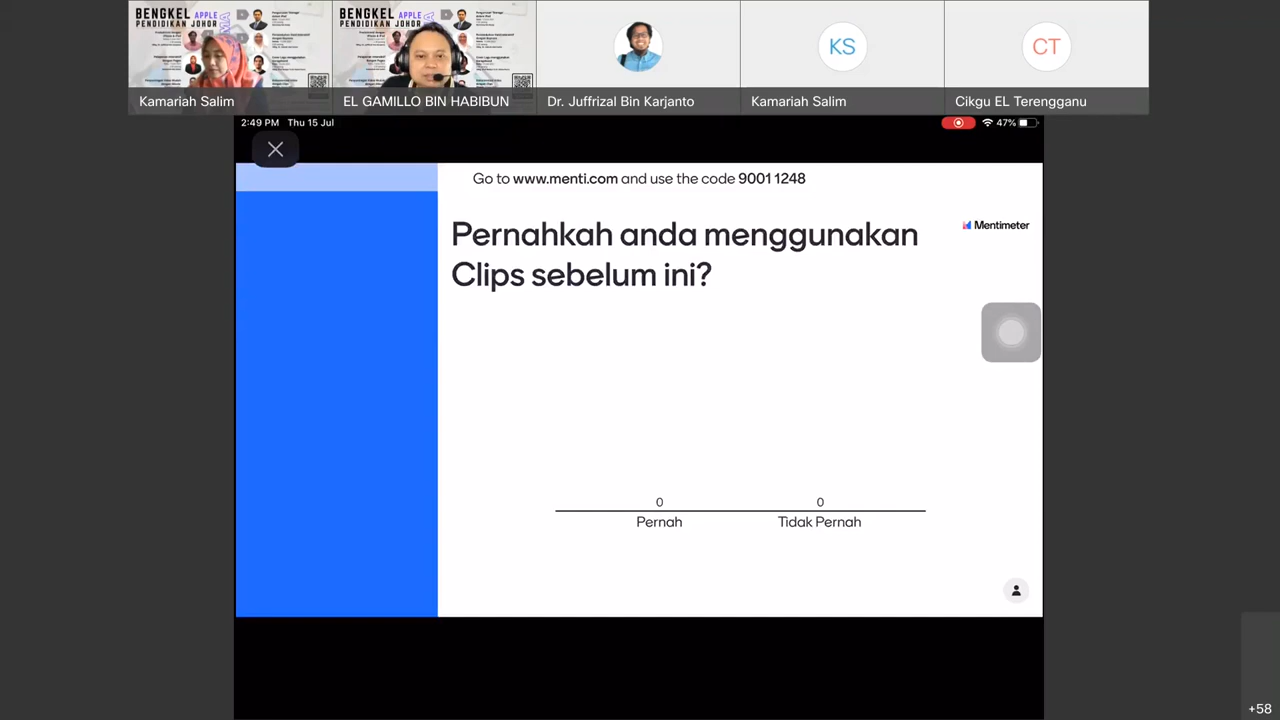 BENGKEL APPLE
PENDIDIKAN JOHOR
BENGKEL APPLE
PENDIDIKAN JOHOR
Kamariah Salim
EL GAMILLO BIN HABIBUN
Dr. Juffrizal Bin Karjanto
KS
Kamariah Salim
CT
Cikgu EL Terengganu
2:49 PM Thu 15 Jul
47%
Go to www.menti.com and use the code 9001 1248
Mentimeter
Pernahkah anda menggunakan
Clips sebelum ini?
0
Pernah
0
Tidak Pernah
+58